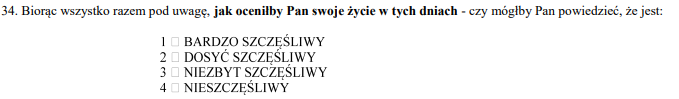 34. Biorąc wszystko razem pod uwagę, jak oceniłby Pan swoje życie w tych dniach - czy mógłby Pan powiedzieć, że jest:
1 □ BARDZO SZCZĘŚLIWY
2 □ DOSYĆ SZCZĘŚLIWY
3 □ NIEZBYT SZCZĘŚLIWY
4 □ NIESZCZĘŚLIWY